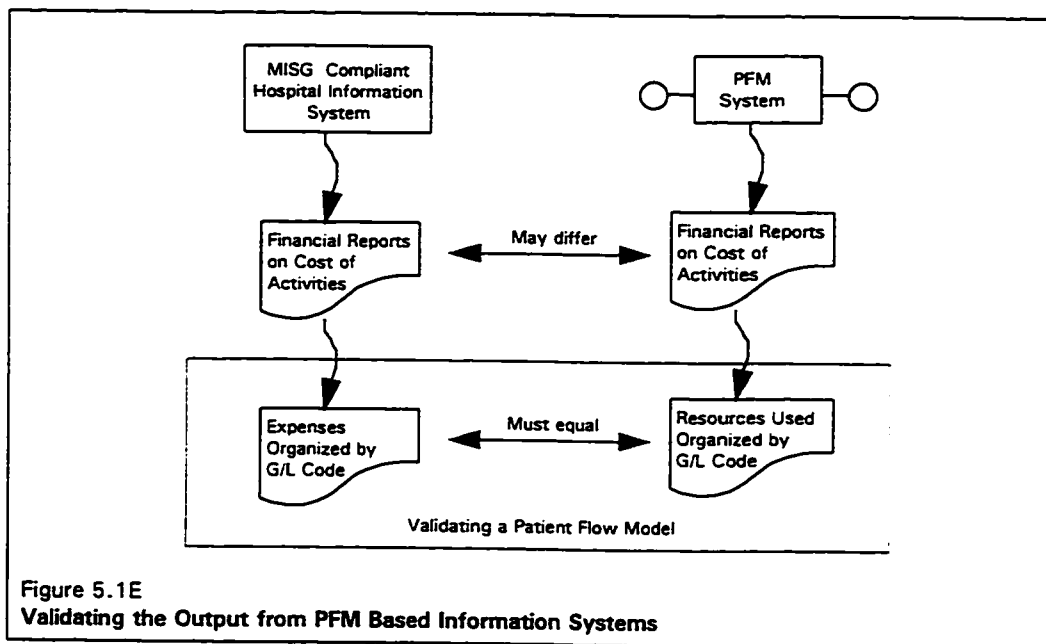 MISG Compliant
Hospital Information
System
PFM
System
Financial Reports
on Cost of
Activities
May differ
Financial Reports
on Cost of
Activities
Expenses
Organized by
G/L Code
Must equal
Resources Used
Organized by
G/L Code
Validating a Patient Flow Model
Figure 5.1E
Validating the Output from PFM Based Information Systems